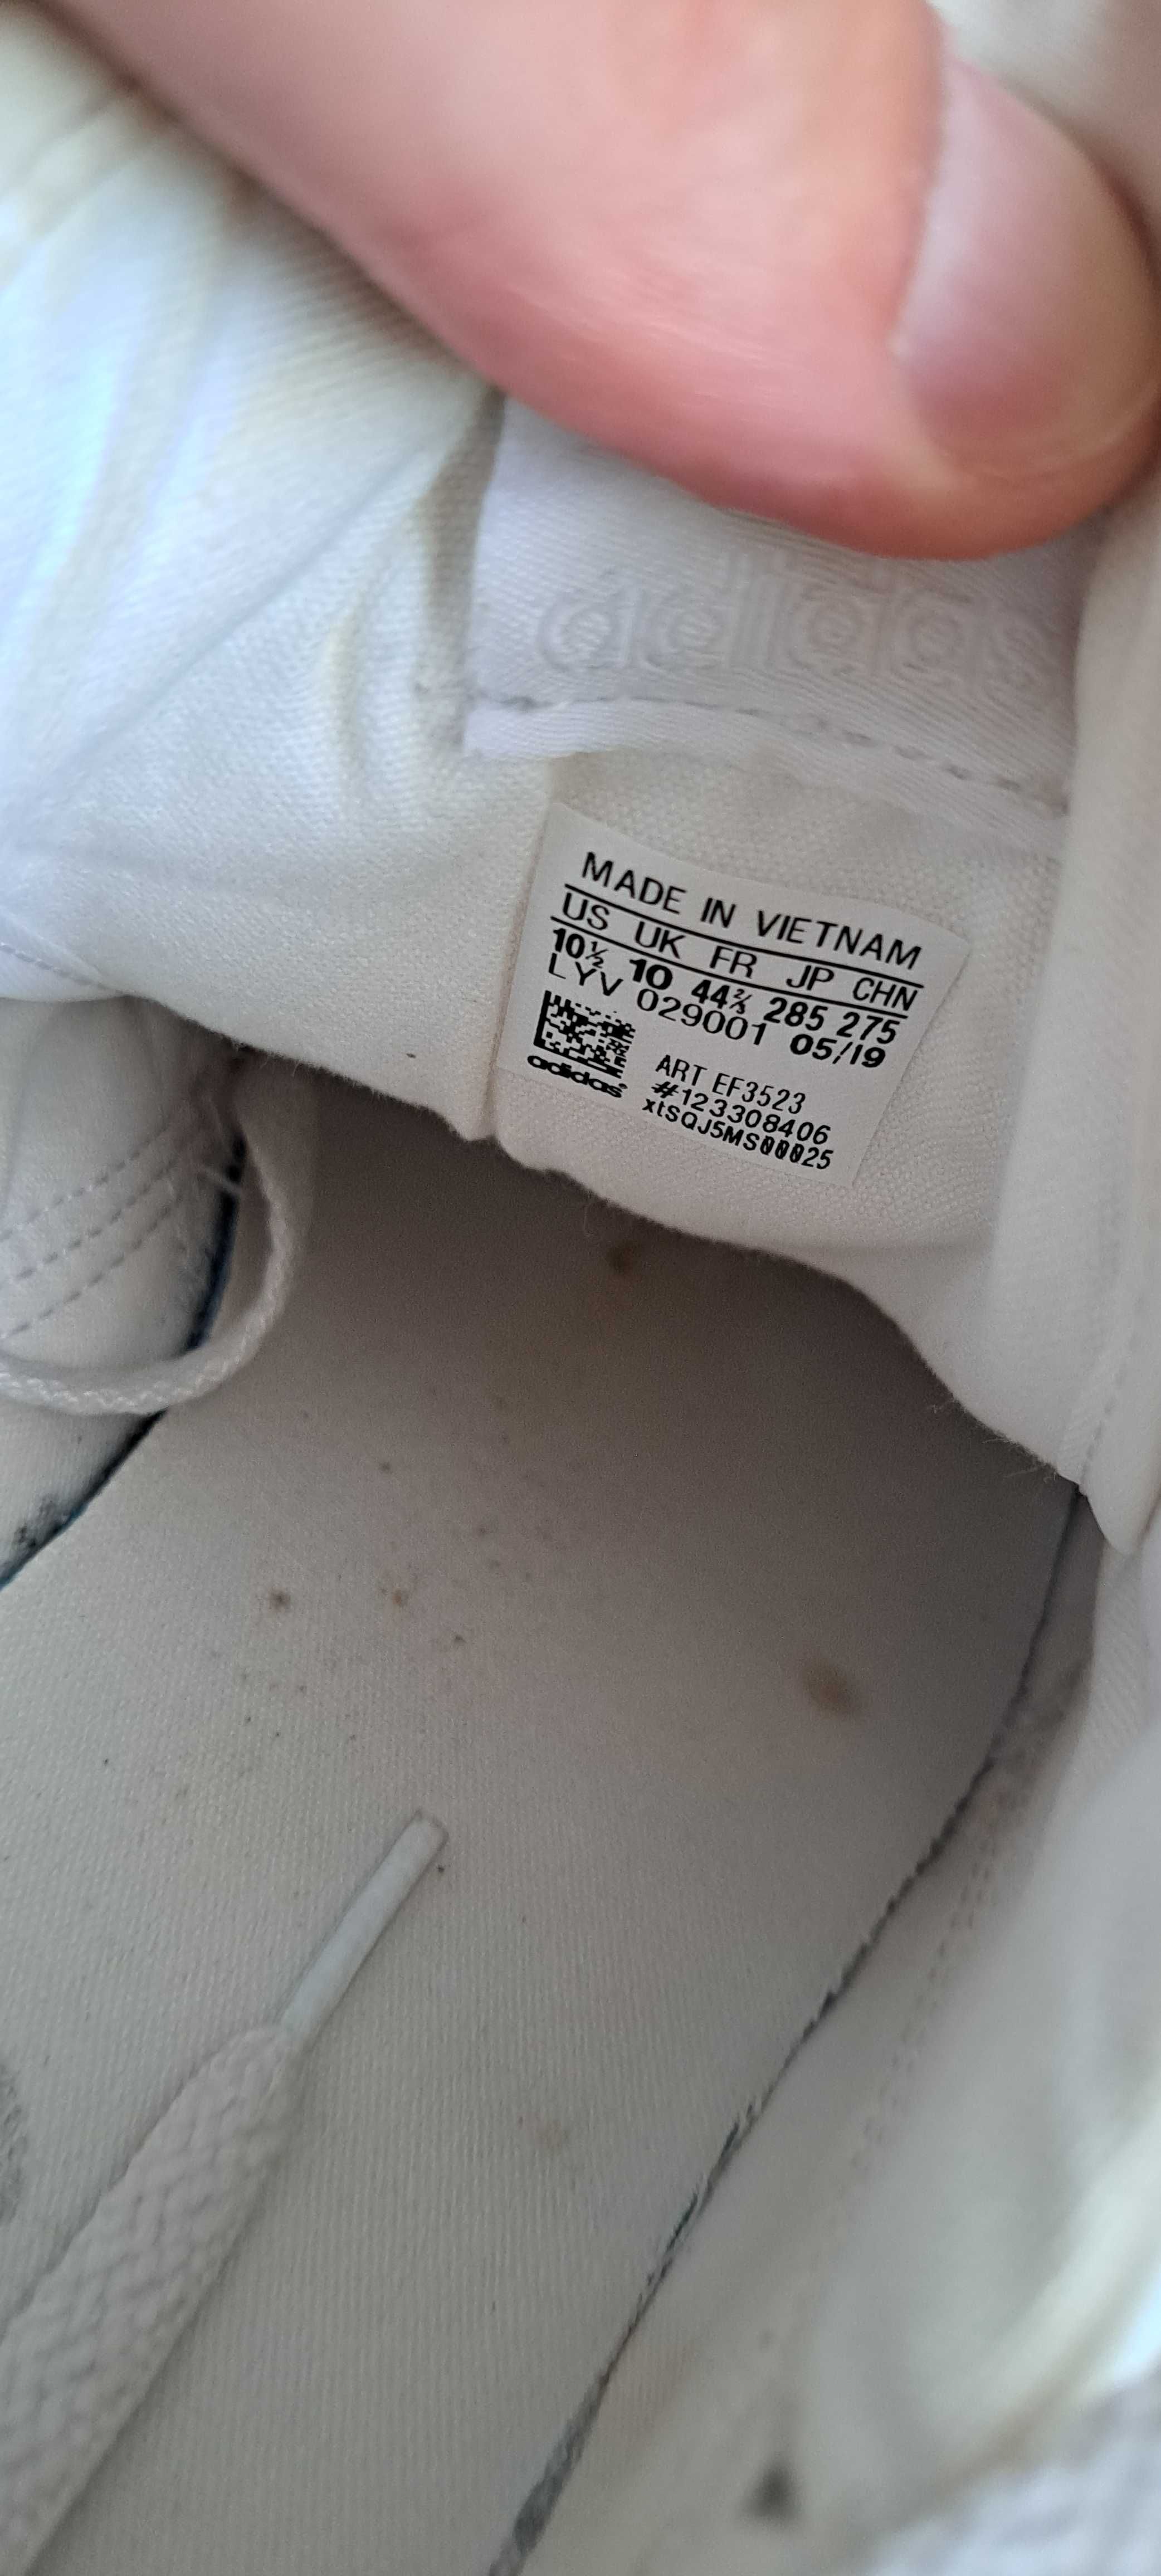 adidas
MADE IN VIETNAM
US UK FR JP CHN
10½ 10 44⅔ 285 275
LYV 029001 05/19
ART EF3523
#123308406
xtSQJ5MS00025
adidas